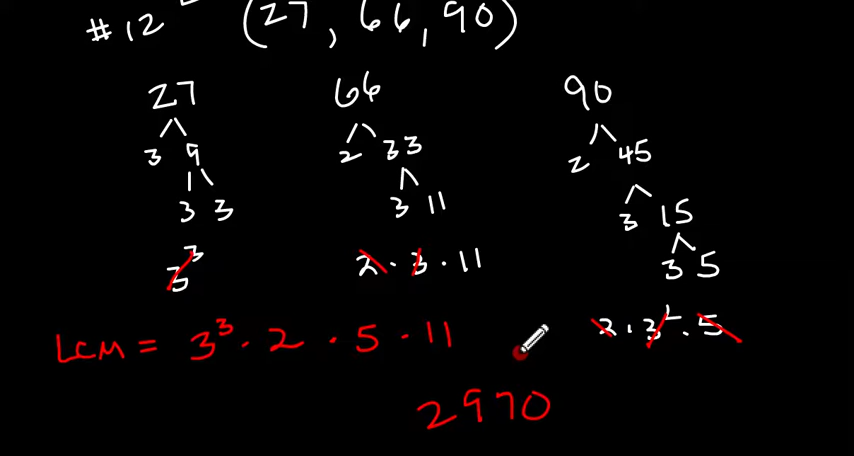 #12 (27, 66, 90)
27 66 90
3 9 2 33 2 45
3 3 3 11 3 15
3 5
3³ 2 · 3 · 11
2 · 3² · 5
LCM = 3³ · 2 · 5 · 11
2970